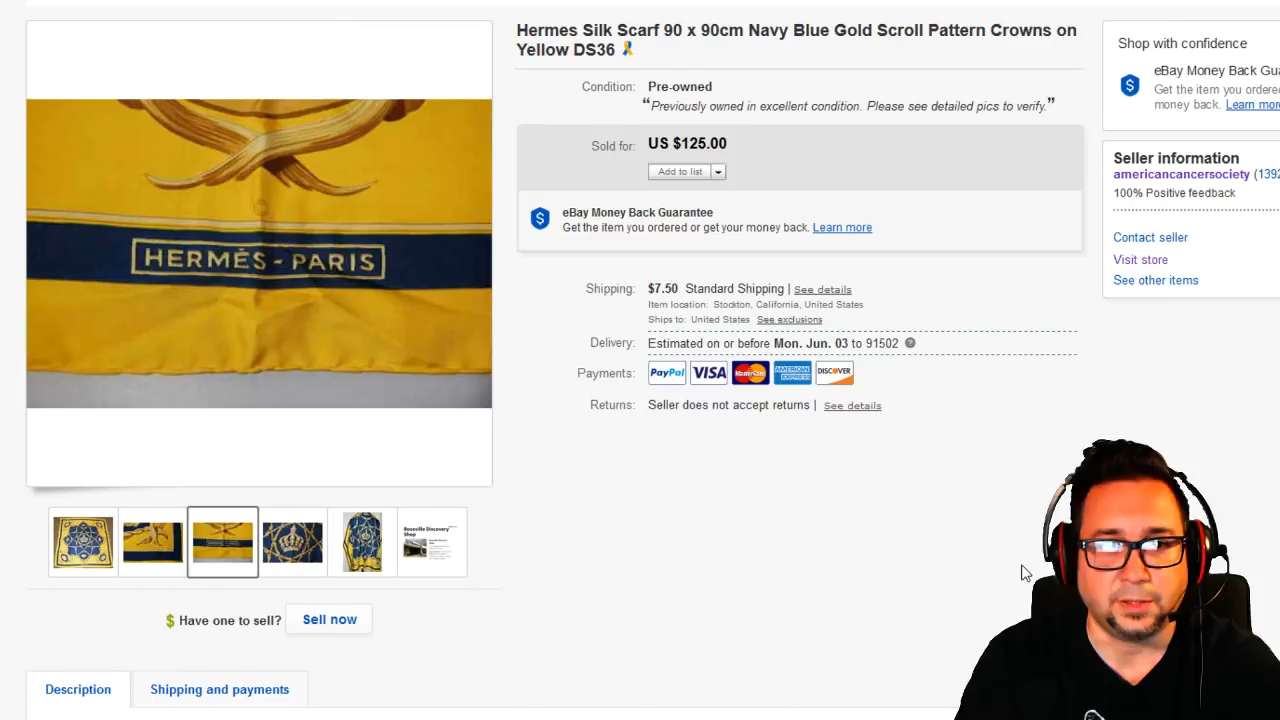 Hermes Silk Scarf 90 x 90cm Navy Blue Gold Scroll Pattern Crowns on
Yellow DS36
Condition: Pre-owned
“Previously owned in excellent condition. Please see detailed pics to verify.”
Sold for: US $125.00
Add to list
eBay Money Back Guarantee
Get the item you ordered or get your money back. Learn more
Shipping: $7.50 Standard Shipping | See details
Item location: Stockton, California, United States
Ships to: United States See exclusions
Delivery: Estimated on or before Mon. Jun. 03 to 91502
Payments: PayPal VISA MasterCard AMERICAN EXPRESS DISCOVER
Returns: Seller does not accept returns | See details
HERMÈS - PARIS
Roseville Discovery
Shop
$ Have one to sell? Sell now
Description
Shipping and payments
Shop with confidence
eBay Money Back
Get the item you
money back. Learn
Seller information
americancancersociety (1392
100% Positive feedback
Contact seller
Visit store
See other items